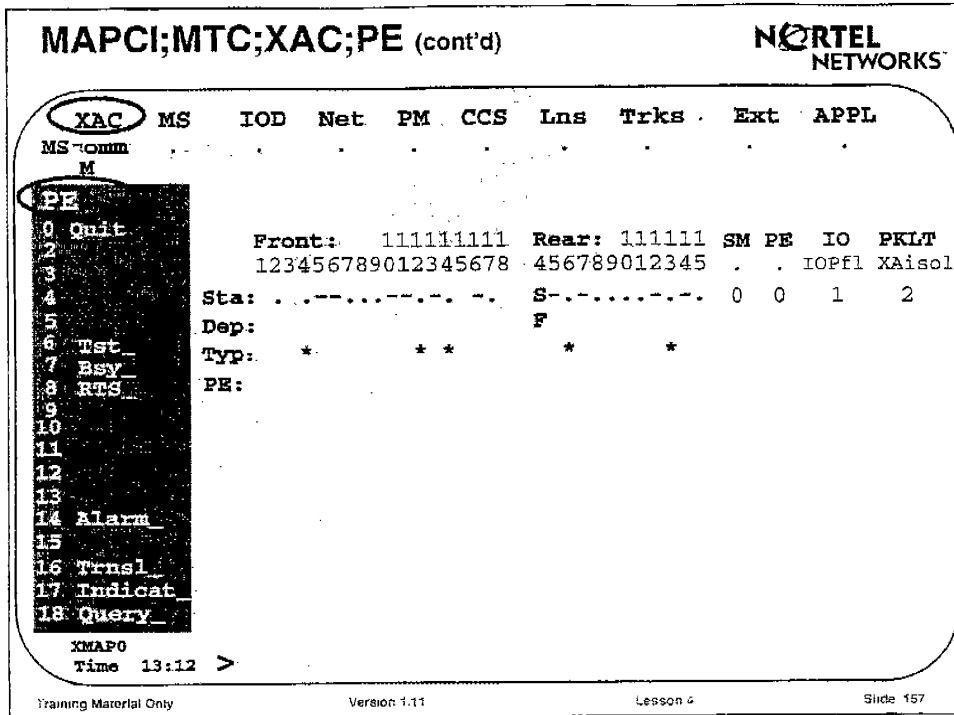 MAPCI;MTC;XAC;PE (cont'd)
NORTEL
NETWORKS
XAC MS IOD Net PM CCS Lns Trks . Ext APPL
MS comm . . . . . . . . .
M
PE
0 Quit
2
3
4
5
6 Tst_
7 Bsy_
8 RTS_
9
10
11
12
13
14 Alarm_
15
16 Trnsl_
17 Indicat_
18 Query_
Front: 111111111 Rear: 111111 SM PE IO PKLT
123456789012345678 456789012345 . . IOPfl XAisol
Sta: . .--...--.-. -. S-.-....-.-. 0 0 1 2
Dep: F
Typ: * * * * *
PE:
XMAP0
Time 13:12 >
Training Material Only Version 1.11 Lesson Slide 157